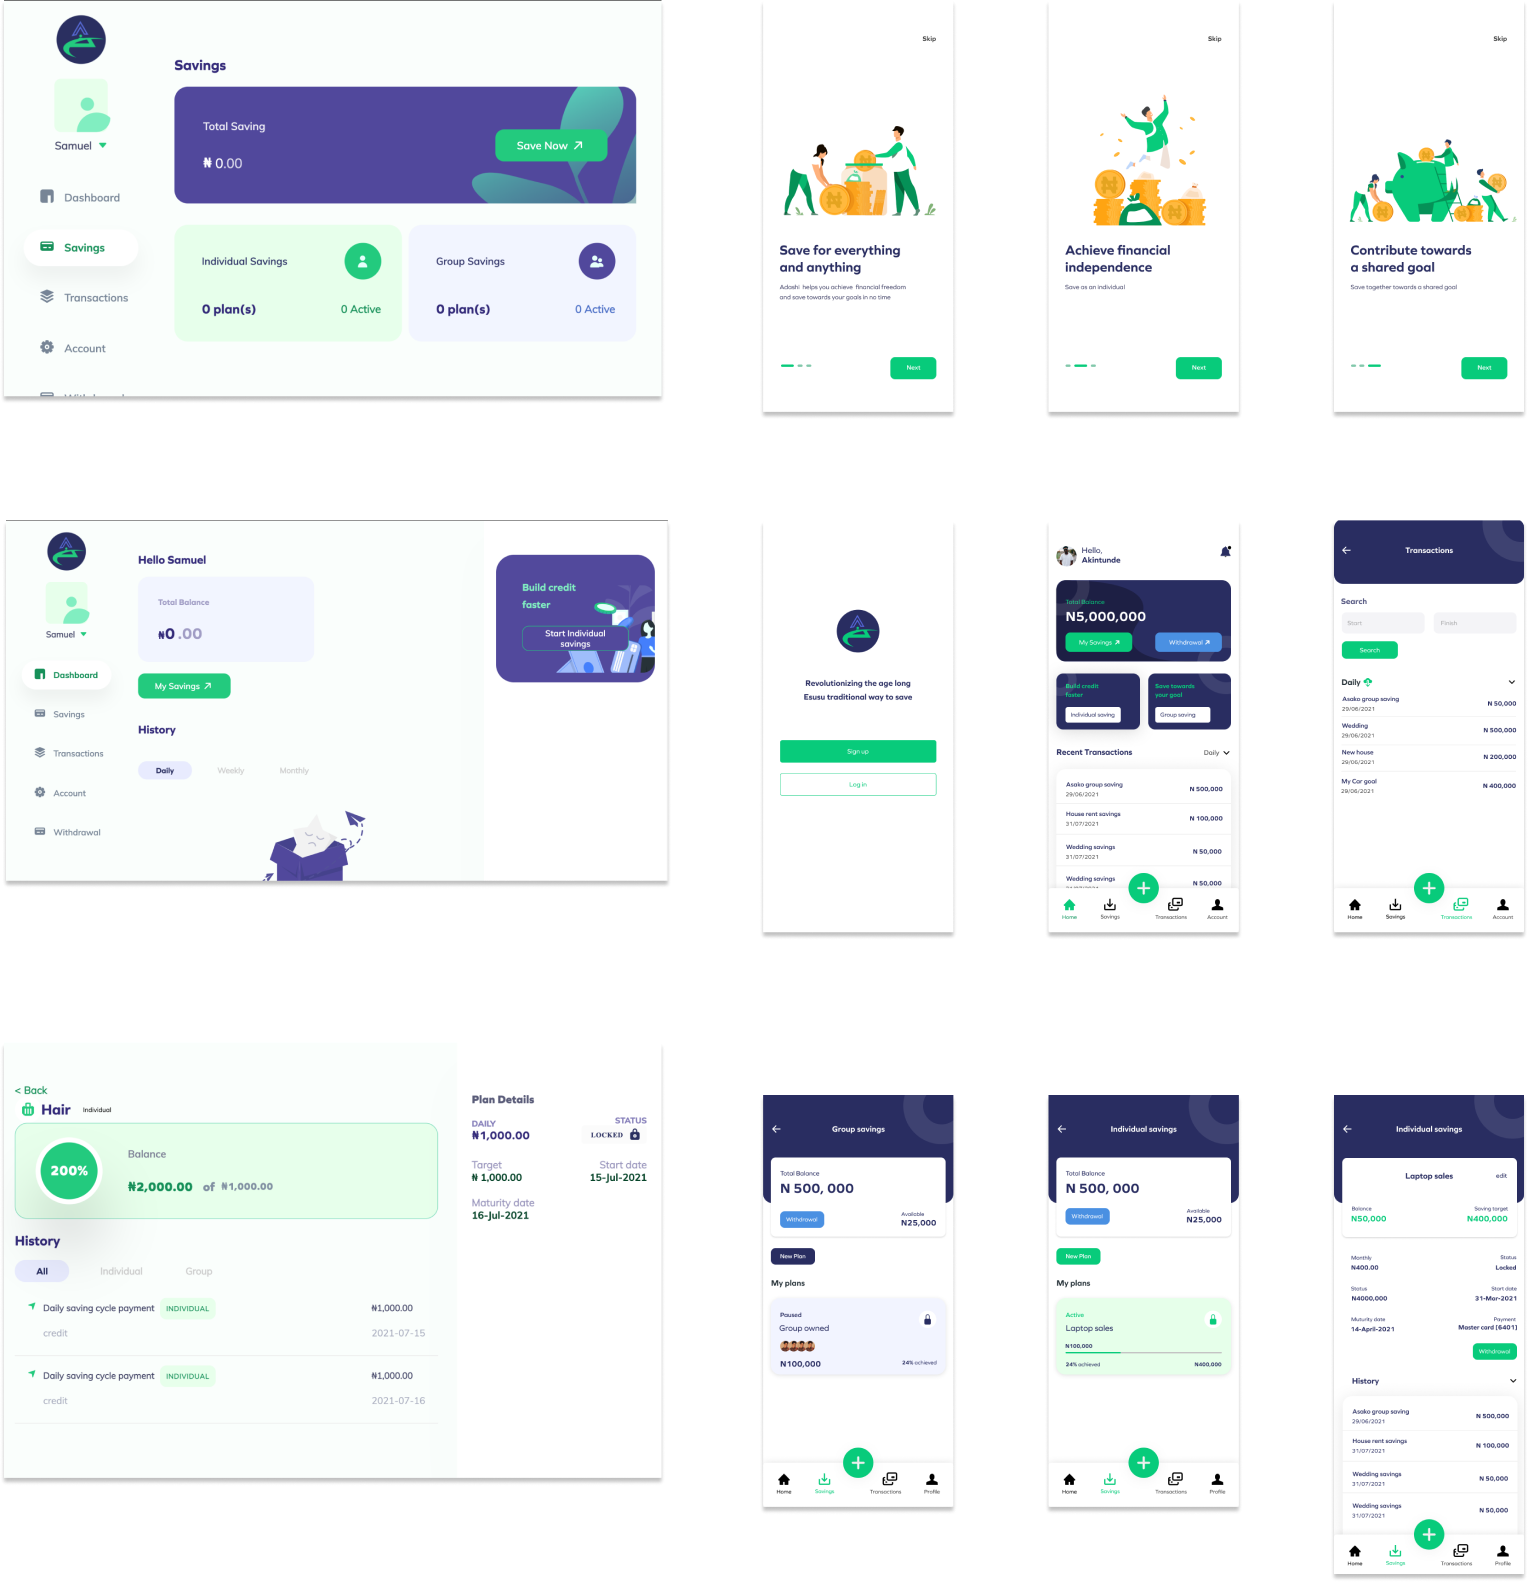 Samuel
Dashboard
Savings
Transactions
Account
Savings
Total Saving
₦ 0.00
Save Now
Individual Savings
0 plan(s)
0 Active
Group Savings
0 plan(s)
0 Active
Skip
Save for everything
and anything
Adashi helps you achieve financial freedom
and save towards your goals in no time
Next
Skip
Achieve financial
independence
Save as an Individual
Next
Skip
Contribute towards
a shared goal
Save together towards a shared goal
Next
Samuel
Dashboard
Savings
Transactions
Account
Withdrawal
Hello Samuel
Total Balance
₦0.00
My Savings
History
Daily
Weekly
Monthly
Build credit
faster
Start Individual
savings
Revolutionizing the age long
Esusu traditional way to save
Sign up
Log in
Hello,
Akintunde
Total Balance
N5,000,000
My Savings
Withdrawal
Build credit
faster
Individual saving
Save towards
your goal
Group saving
Recent Transactions
Daily
Asako group saving
29/06/2021
N 500,000
House rent savings
31/07/2021
N 100,000
Wedding savings
31/07/2021
N 50,000
Wedding savings
N 50,000
Home
Savings
Transactions
Account
Transactions
Search
Start
Finish
Search
Daily
Asako group saving
29/06/2021
N 50,000
Wedding
29/06/2021
N 500,000
New house
29/06/2021
N 200,000
My Car goal
29/06/2021
N 400,000
Home
Savings
Transactions
Account
< Back
Hair
Individual
200%
Balance
₦2,000.00 of ₦1,000.00
History
All
Individual
Group
Daily saving cycle payment
INDIVIDUAL
₦1,000.00
credit
2021-07-15
Daily saving cycle payment
INDIVIDUAL
₦1,000.00
credit
2021-07-16
Plan Details
DAILY
₦1,000.00
STATUS
LOCKED
Target
₦ 1,000.00
Start date
15-Jul-2021
Maturity date
16-Jul-2021
Group savings
Total Balance
N 500, 000
Withdrawal
Available
N25,000
New Plan
My plans
Paused
Group owned
N100,000
24% achieved
Home
Savings
Transactions
Profile
Individual savings
Total Balance
N 500, 000
Withdrawal
Available
N25,000
New Plan
My plans
Active
Laptop sales
N100,000
24% achieved
N400,000
Home
Savings
Transactions
Profile
Individual savings
Laptop sales
edit
Balance
N50,000
Saving target
N400,000
Monthly
N400.00
Status
Locked
Status
N4000,000
Start date
31-Mar-2021
Muturity date
14-April-2021
Payment
Master card [6401]
Withdrawal
History
Asako group saving
29/06/2021
N 500,000
House rent savings
31/07/2021
N 100,000
Wedding savings
31/07/2021
N 50,000
Wedding savings
31/07/2021
N 50,000
Home
Savings
Transactions
Profile